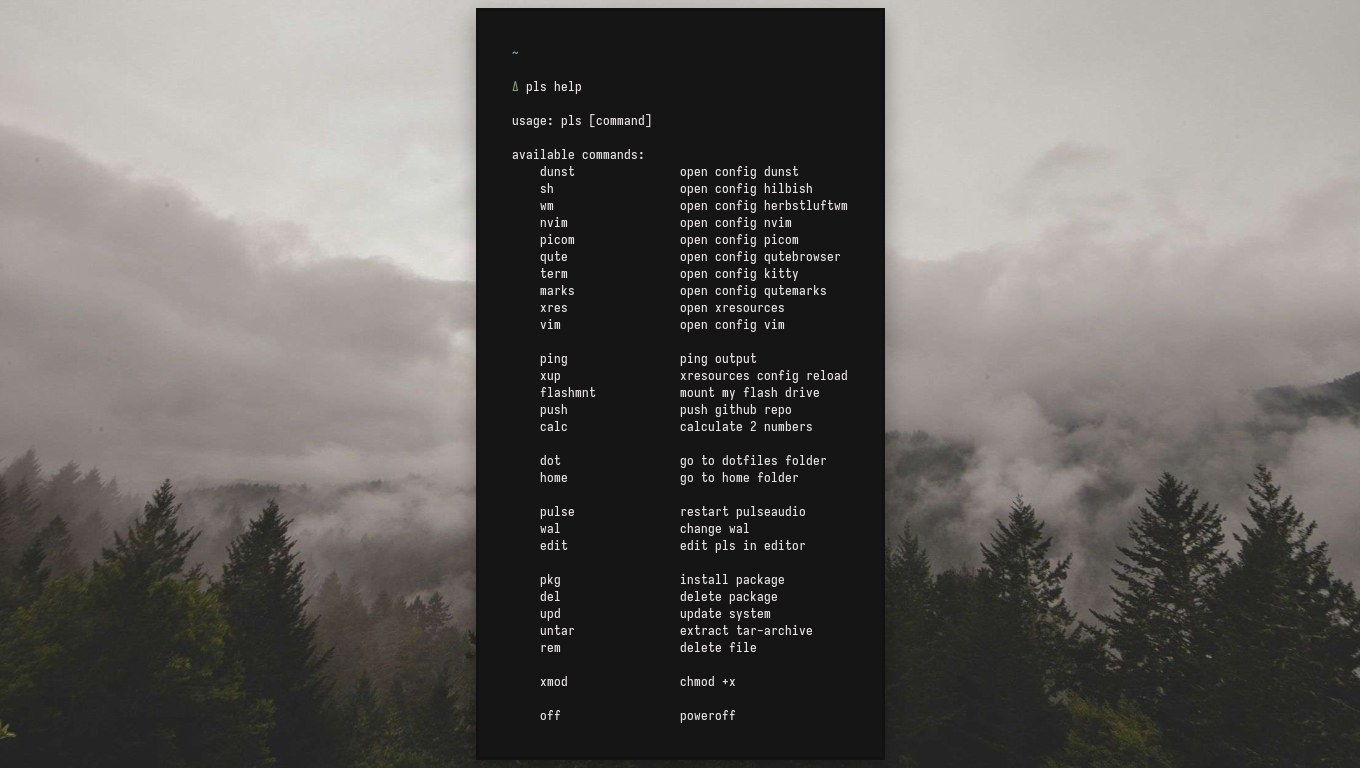 ~
Δ pls help
usage: pls [command]
available commands:
dunst open config dunst
sh open config hilbish
wm open config herbstluftwm
nvim open config nvim
picom open config picom
qute open config qutebrowser
term open config kitty
marks open config qutemarks
xres open xresources
vim open config vim
ping ping output
xup xresources config reload
flashmnt mount my flash drive
push push github repo
calc calculate 2 numbers
dot go to dotfiles folder
home go to home folder
pulse restart pulseaudio
wal change wal
edit edit pls in editor
pkg install package
del delete package
upd update system
untar extract tar-archive
rem delete file
xmod chmod +x
off poweroff